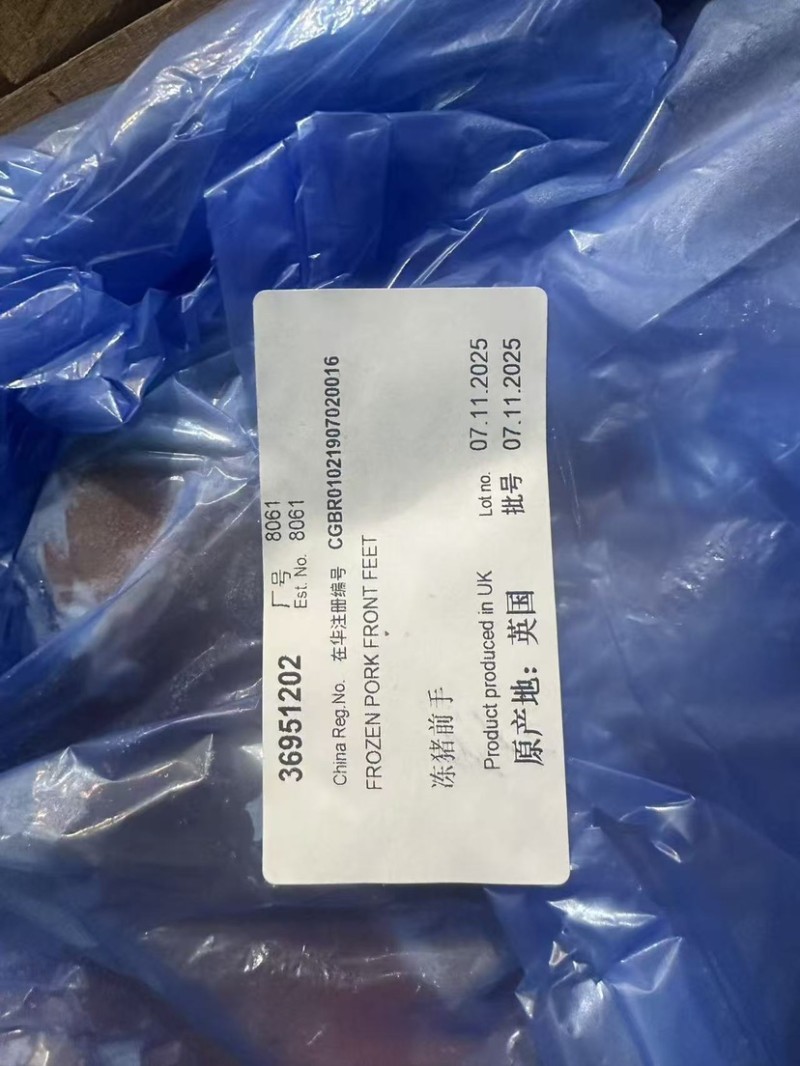 36951202
厂号 8061
Est. No. 8061
China Reg.No. 在华注册编号 CGBR01021907020016
FROZEN PORK FRONT FEET
冻猪前手
Product produced in UK Lot no. 07.11.2025
原产地：英国 批号 07.11.2025